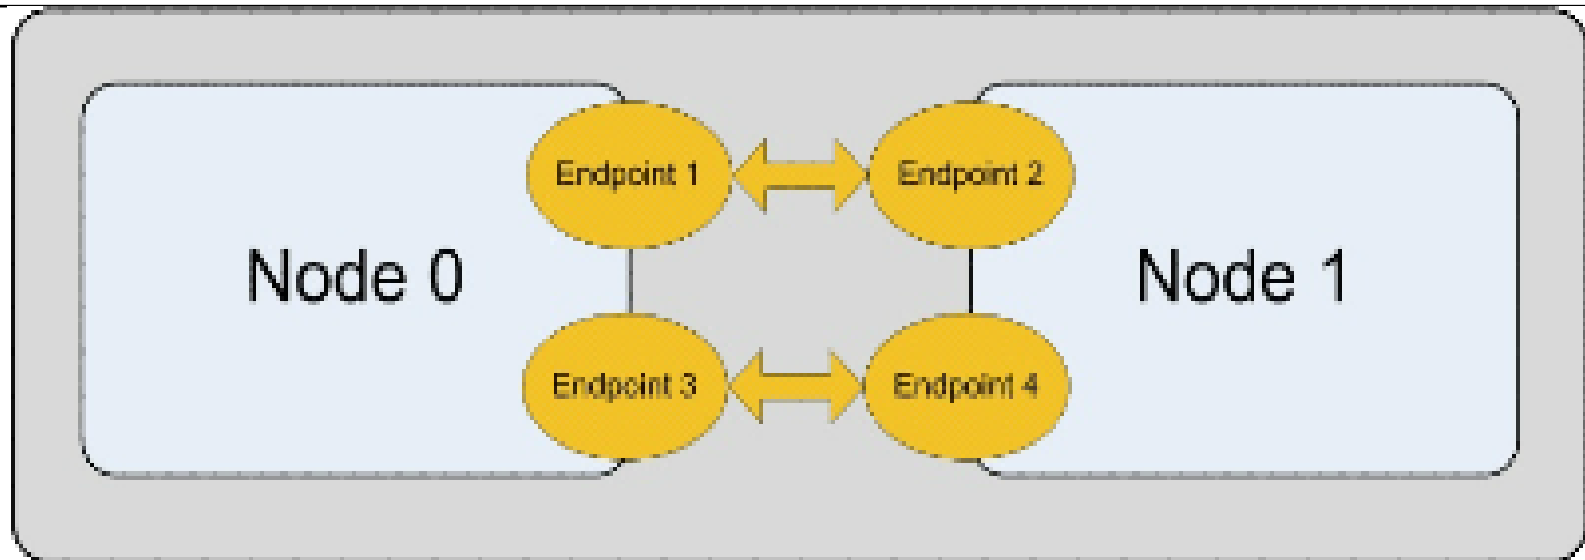 Endpoint 1
Endpoint 2
Node 0
Node 1
Endpoint 3
Endpoint 4